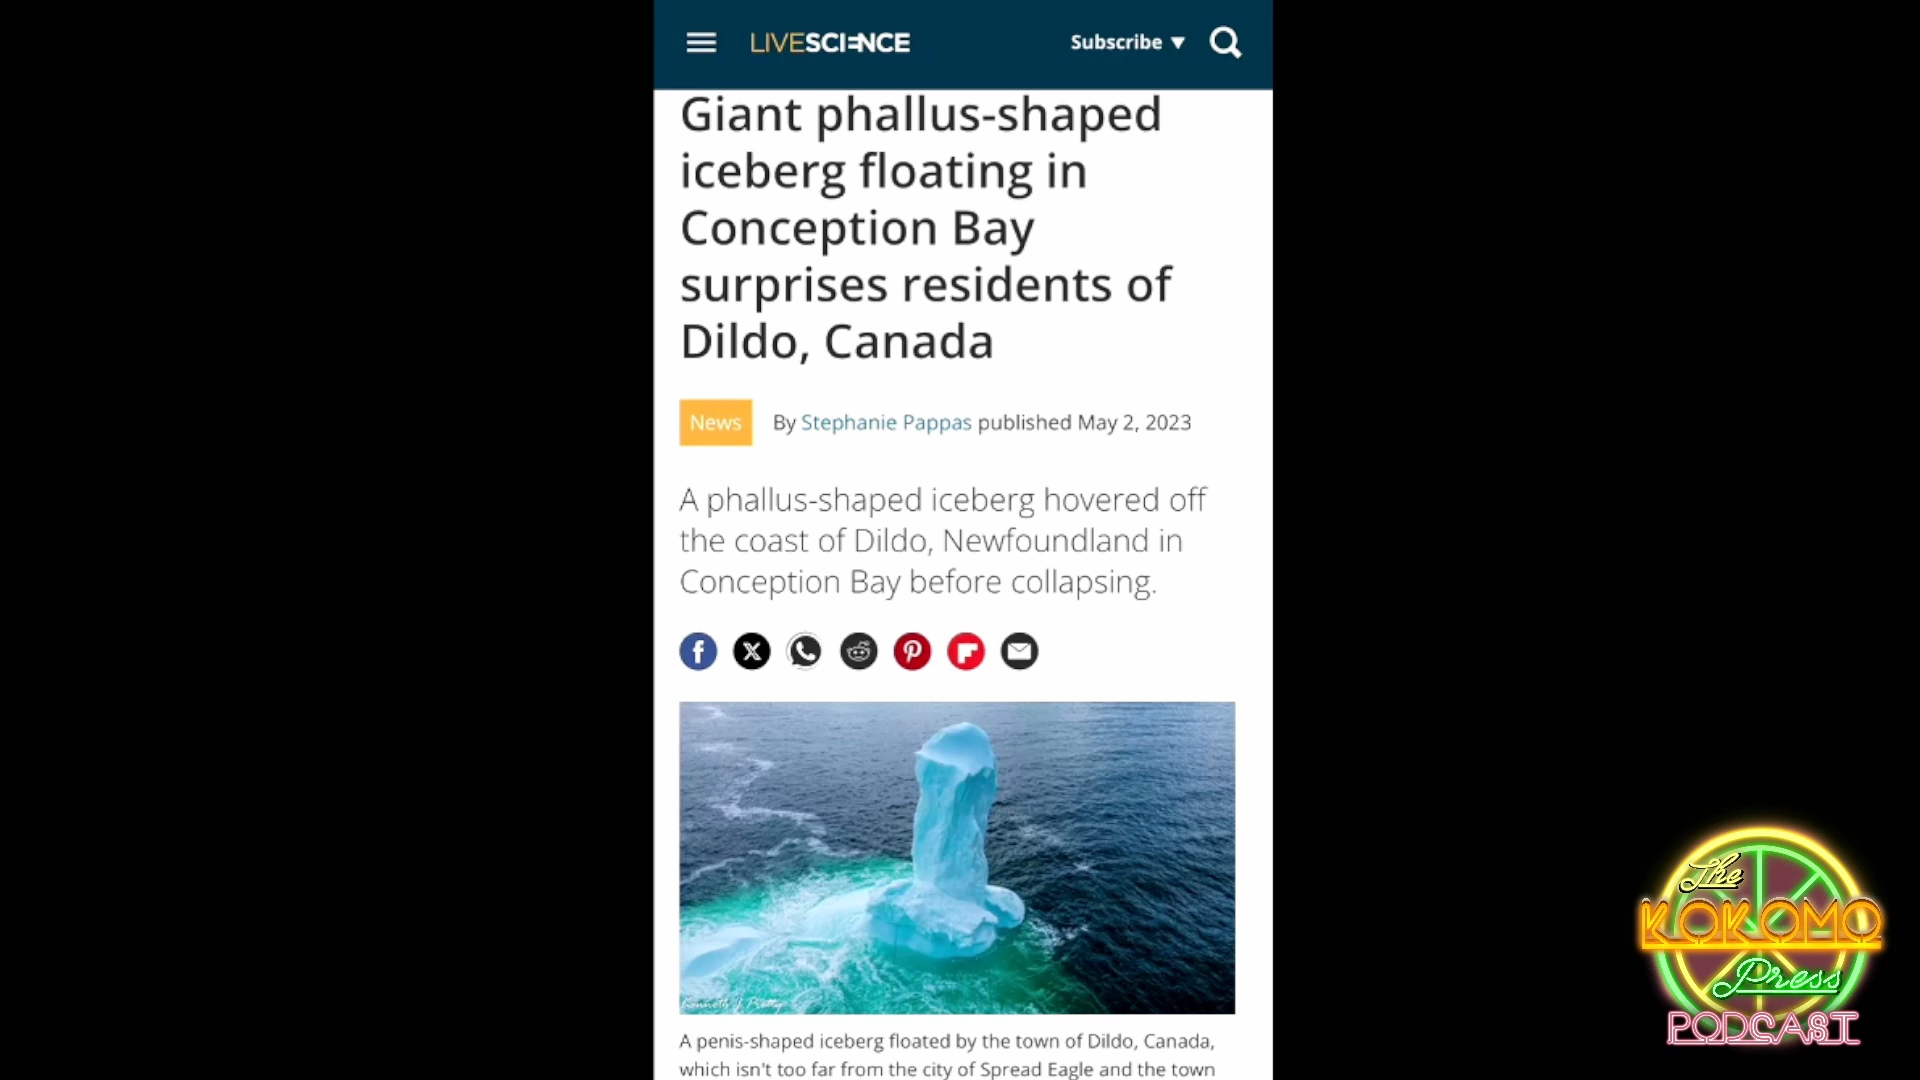 LIVESCIENCE
Subscribe ▼
Giant phallus-shaped
iceberg floating in
Conception Bay
surprises residents of
Dildo, Canada
News
By Stephanie Pappas published May 2, 2023
A phallus-shaped iceberg hovered off
the coast of Dildo, Newfoundland in
Conception Bay before collapsing.
Kenneth J Pretty
A penis-shaped iceberg floated by the town of Dildo, Canada,
which isn't too far from the city of Spread Eagle and the town
The
KOKOMO
Press
PODCAST